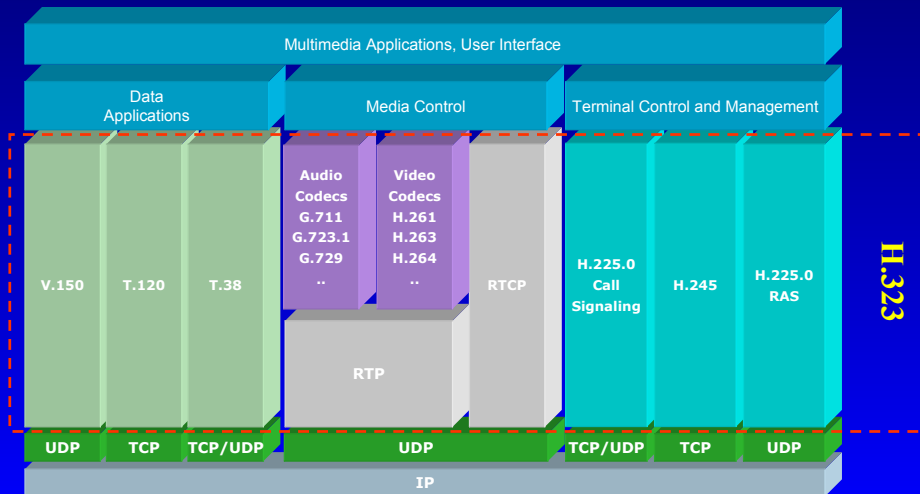 Multimedia Applications, User Interface
Data
Applications
Media Control
Terminal Control and Management
V.150
T.120
T.38
Audio
Codecs
G.711
G.723.1
G.729
..
Video
Codecs
H.261
H.263
H.264
..
RTP
RTCP
H.225.0
Call
Signaling
H.245
H.225.0
RAS
H.323
UDP
TCP
TCP/UDP
UDP
TCP/UDP
TCP
UDP
IP